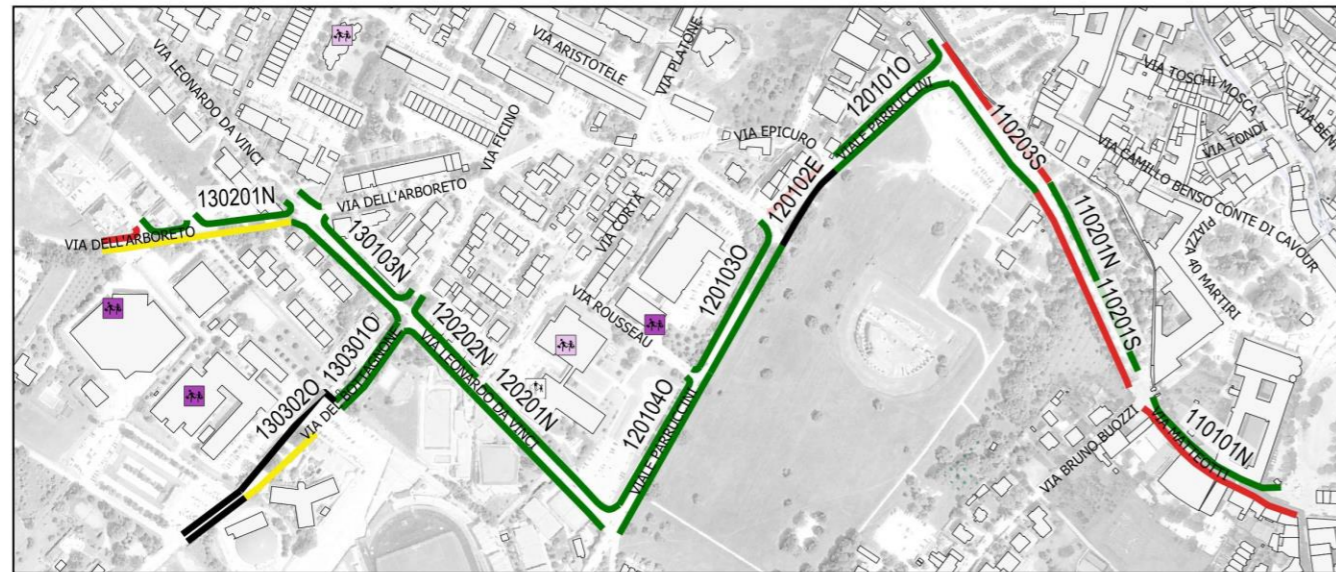 VIA LEONARDO DA VINCI
VIA ARISTOTELE
VIA PLATONE
VIA FICINO
VIA EPICURO
120101O
VIALE PARRUCCINI
110203S
VIA TOSCHI MOSCA
VIA TONDI
VIA CAMILLO BENSO CONTE DI CAVOUR
PIAZZA 40 MARTIRI
130201N
VIA DELL'ARBORETO
VIA DELL'ARBORETO
VIA CORTA
120102E
110201N
110201S
130103N
120103O
VIA ROUSSEAU
130301O
120202N
VIA LEONARDO DA VINCI
120201N
130302O
120104O
VIALE PARRUCCINI
VIA BRUNO BUOZZI
VIA MATTEOTTI
110101N